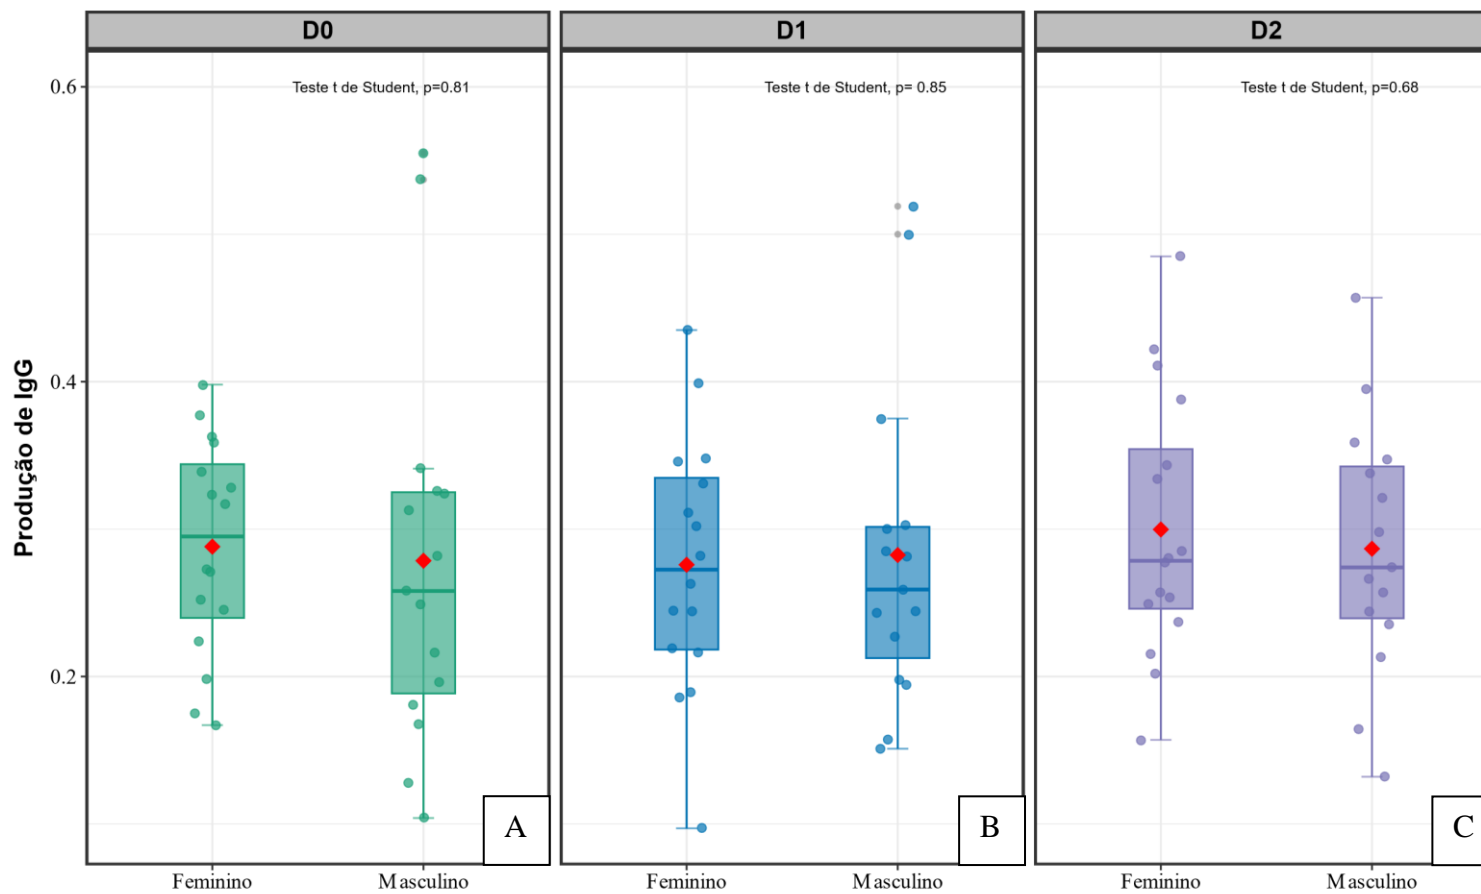 D0
D1
D2
Teste t de Student, p=0.81
Teste t de Student, p= 0.85
Teste t de Student, p=0.68
Produção de IgG
0.6
0.4
0.2
A
B
C
Feminino
Masculino
Feminino
Masculino
Feminino
Masculino